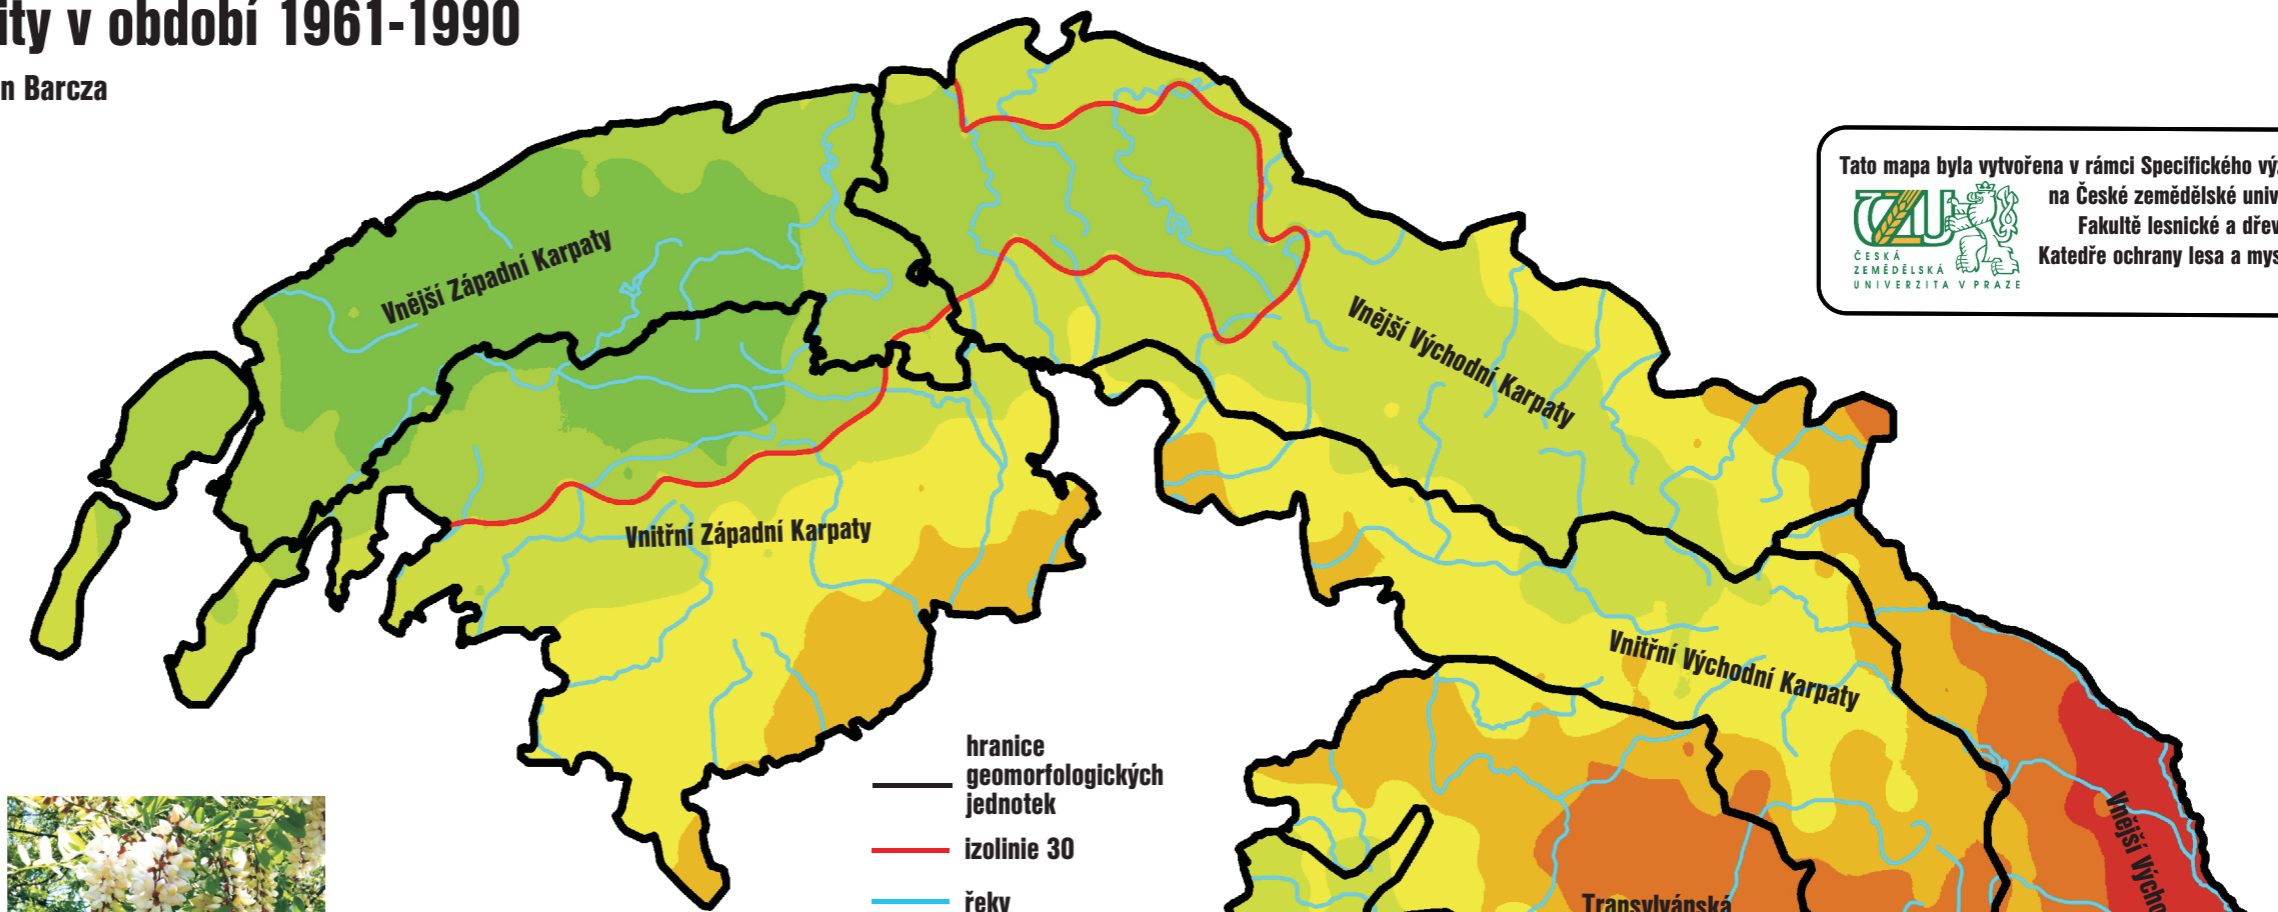 ity v období 1961-1990
n Barcza
Tato mapa byla vytvořena v rámci Specifického vý
na České zemědělské univ
Fakultě lesnické a dřev
Katedře ochrany lesa a mys
ČZU
ČESKÁ
ZEMĚDĚLSKÁ
UNIVERZITA V PRAZE
Vnější Západní Karpaty
Vnější Východní Karpaty
Vnitřní Západní Karpaty
Vnitřní Východní Karpaty
hranice
geomorfologických
jednotek
izolinie 30
řeky
Vnější Výcho
Transylvánská